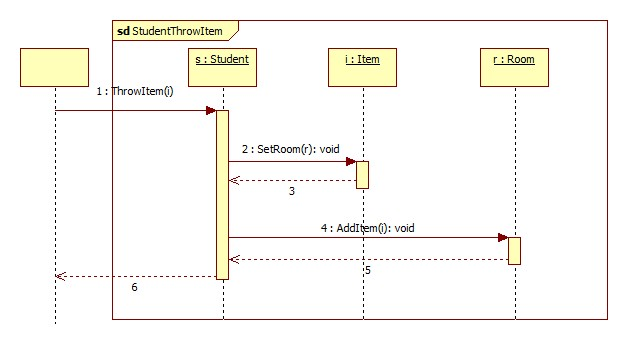 sd StudentThrowItem
s : Student
i : Item
r : Room
1 : ThrowItem(i)
2 : SetRoom(r): void
3
4 : AddItem(i): void
5
6